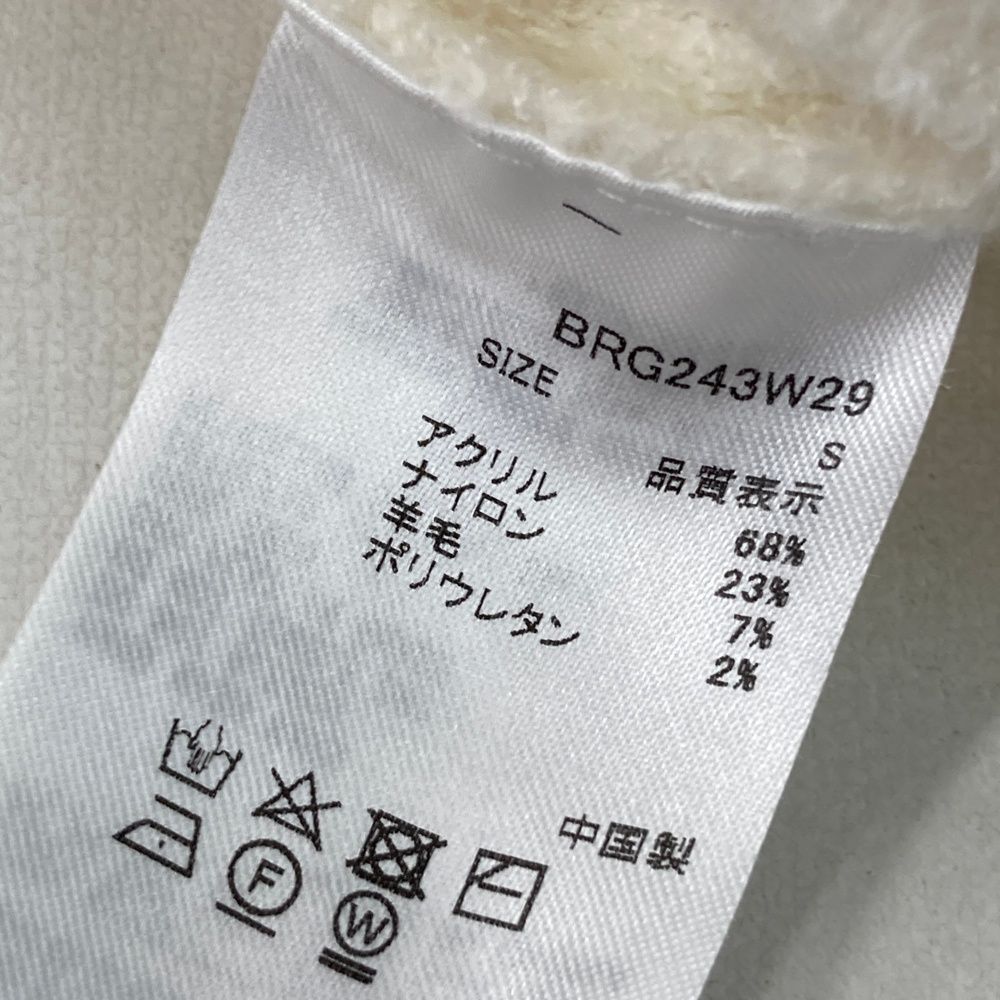 BRG243W29
SIZE S
品質表示
アクリル 68%
ナイロン 23%
羊毛 7%
ポリウレタン 2%
中国製
F
W